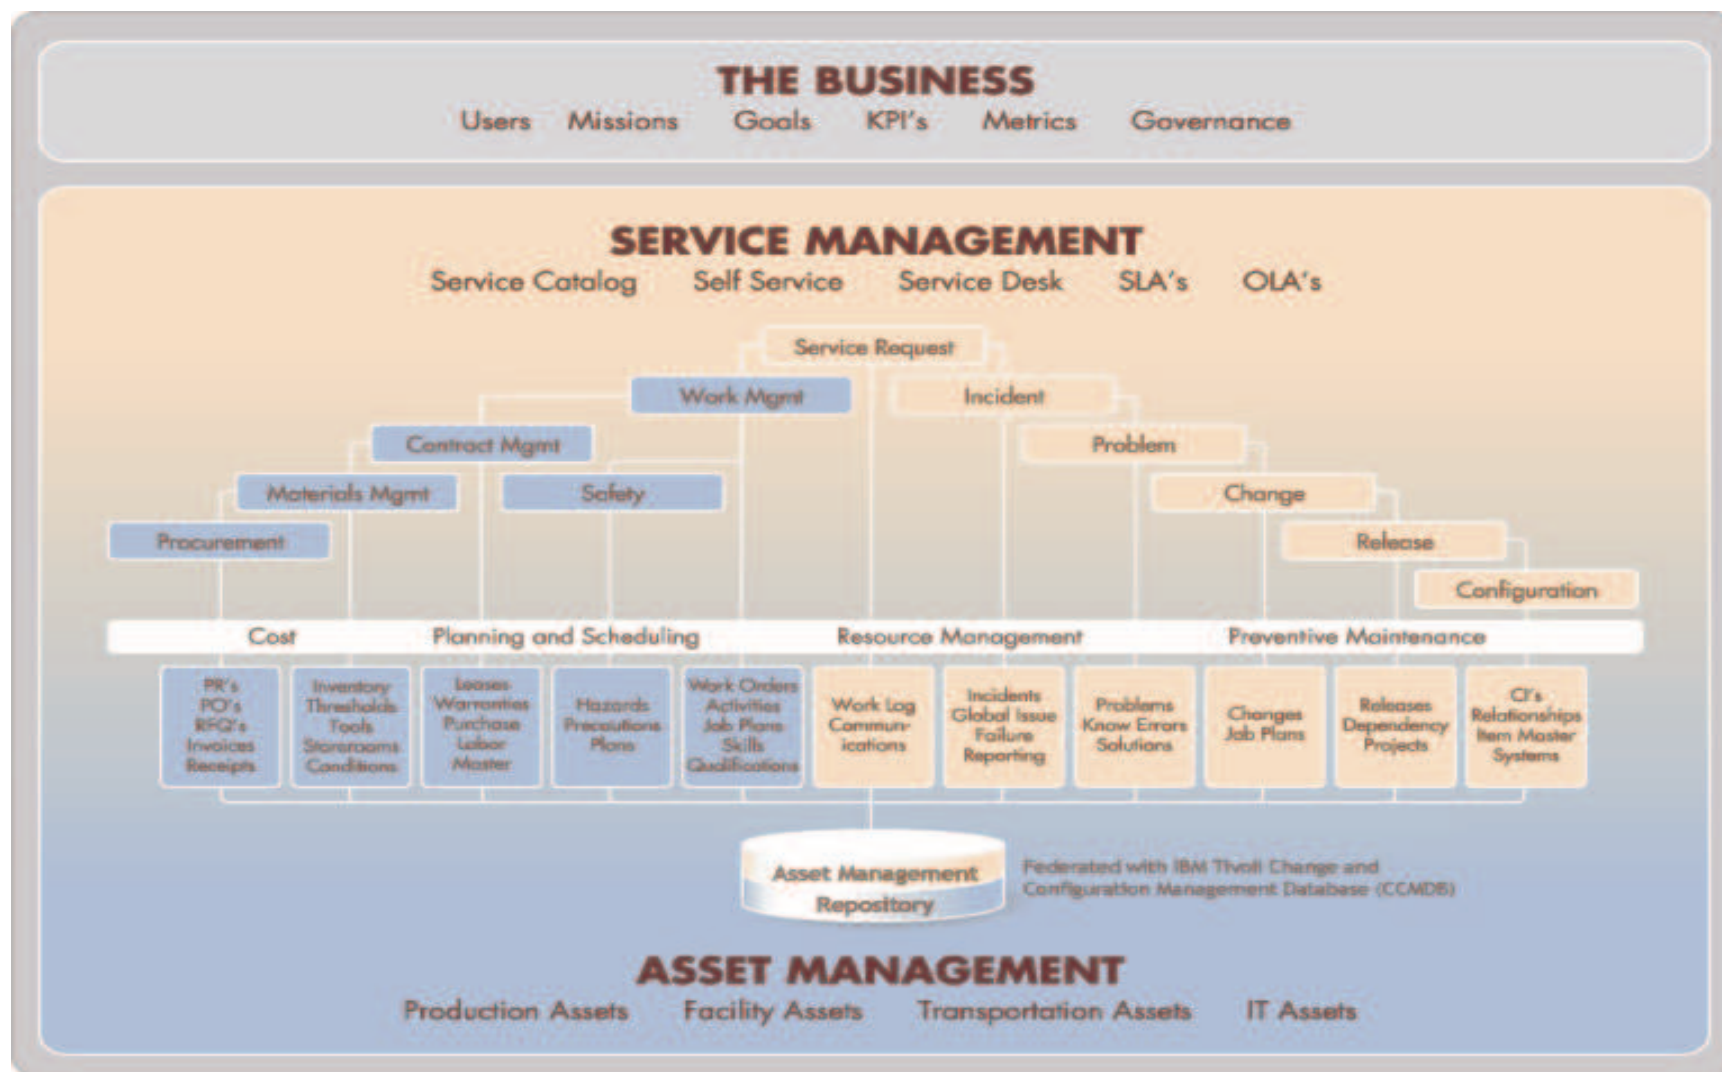 THE BUSINESS
Users Missions Goals KPI's Metrics Governance
SERVICE MANAGEMENT
Service Catalog Self Service Service Desk SLA's OLA's
Service Request
Work Mgmt
Incident
Contract Mgmt
Problem
Materials Mgmt
Safety
Change
Procurement
Release
Configuration
Cost Planning and Scheduling Resource Management Preventive Maintenance
PR's
PO's
RFQ's
Invoices
Receipts
Inventory
Thresholds
Tools
Storerooms
Conditions
Leases
Warranties
Purchase
Labor
Master
Hazards
Precautions
Plans
Work Orders
Activities
Job Plans
Skills
Qualifications
Work Log
Commun-
ications
Incidents
Global Issue
Failure
Reporting
Problems
Know Errors
Solutions
Changes
Job Plans
Releases
Dependency
Projects
CI's
Relationships
Item Master
Systems
Asset Management
Repository
Federated with IBM Tivoli Change and
Configuration Management Database (CCMDB)
ASSET MANAGEMENT
Production Assets Facility Assets Transportation Assets IT Assets